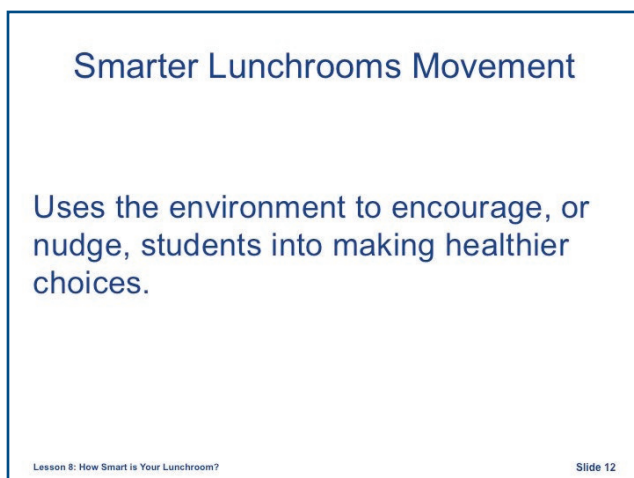 Smarter Lunchrooms Movement
Uses the environment to encourage, or
nudge, students into making healthier
choices.
Lesson 8: How Smart is Your Lunchroom?
Slide 12